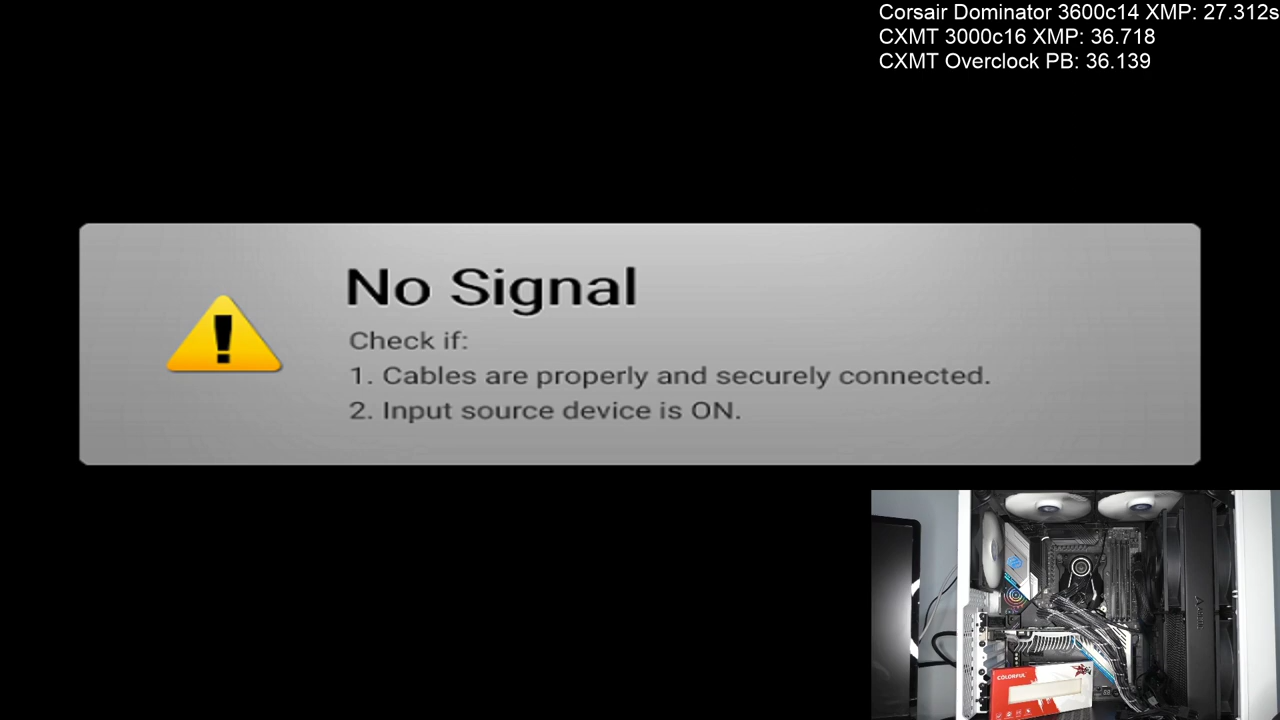 Corsair Dominator 3600c14 XMP: 27.312s
CXMT 3000c16 XMP: 36.718
CXMT Overclock PB: 36.139
No Signal
Check if:
1. Cables are properly and securely connected.
2. Input source device is ON.
COLORFUL